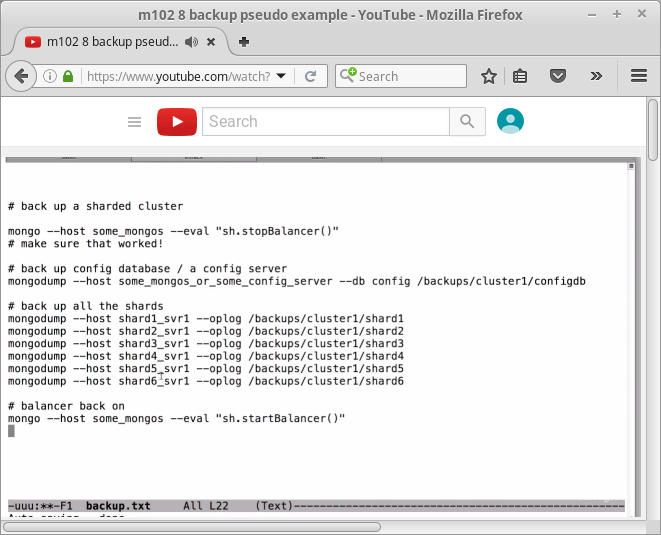 m102 8 backup pseudo example - YouTube - Mozilla Firefox
m102 8 backup pseud...
https://www.youtube.com/watch?
Search
Search
# back up a sharded cluster
mongo --host some_mongos --eval "sh.stopBalancer()"
# make sure that worked!
# back up config database / a config server
mongodump --host some_mongos_or_some_config_server --db config /backups/cluster1/configdb
# back up all the shards
mongodump --host shard1_svr1 --oplog /backups/cluster1/shard1
mongodump --host shard2_svr1 --oplog /backups/cluster1/shard2
mongodump --host shard3_svr1 --oplog /backups/cluster1/shard3
mongodump --host shard4_svr1 --oplog /backups/cluster1/shard4
mongodump --host shard5_svr1 --oplog /backups/cluster1/shard5
mongodump --host shard6_svr1 --oplog /backups/cluster1/shard6
# balancer back on
mongo --host some_mongos --eval "sh.startBalancer()"
-uuu:**-F1 backup.txt All L22 (Text)------------------------------------------------